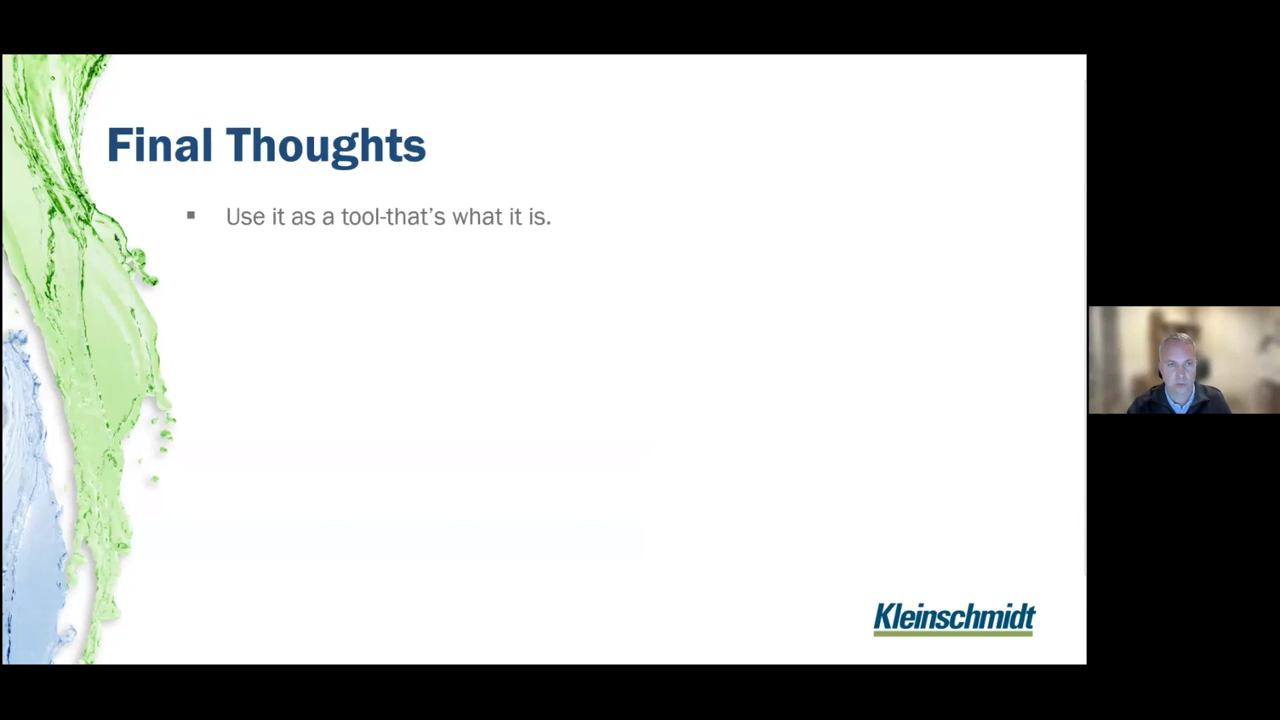 Final Thoughts
▪ Use it as a tool-that's what it is.
Kleinschmidt